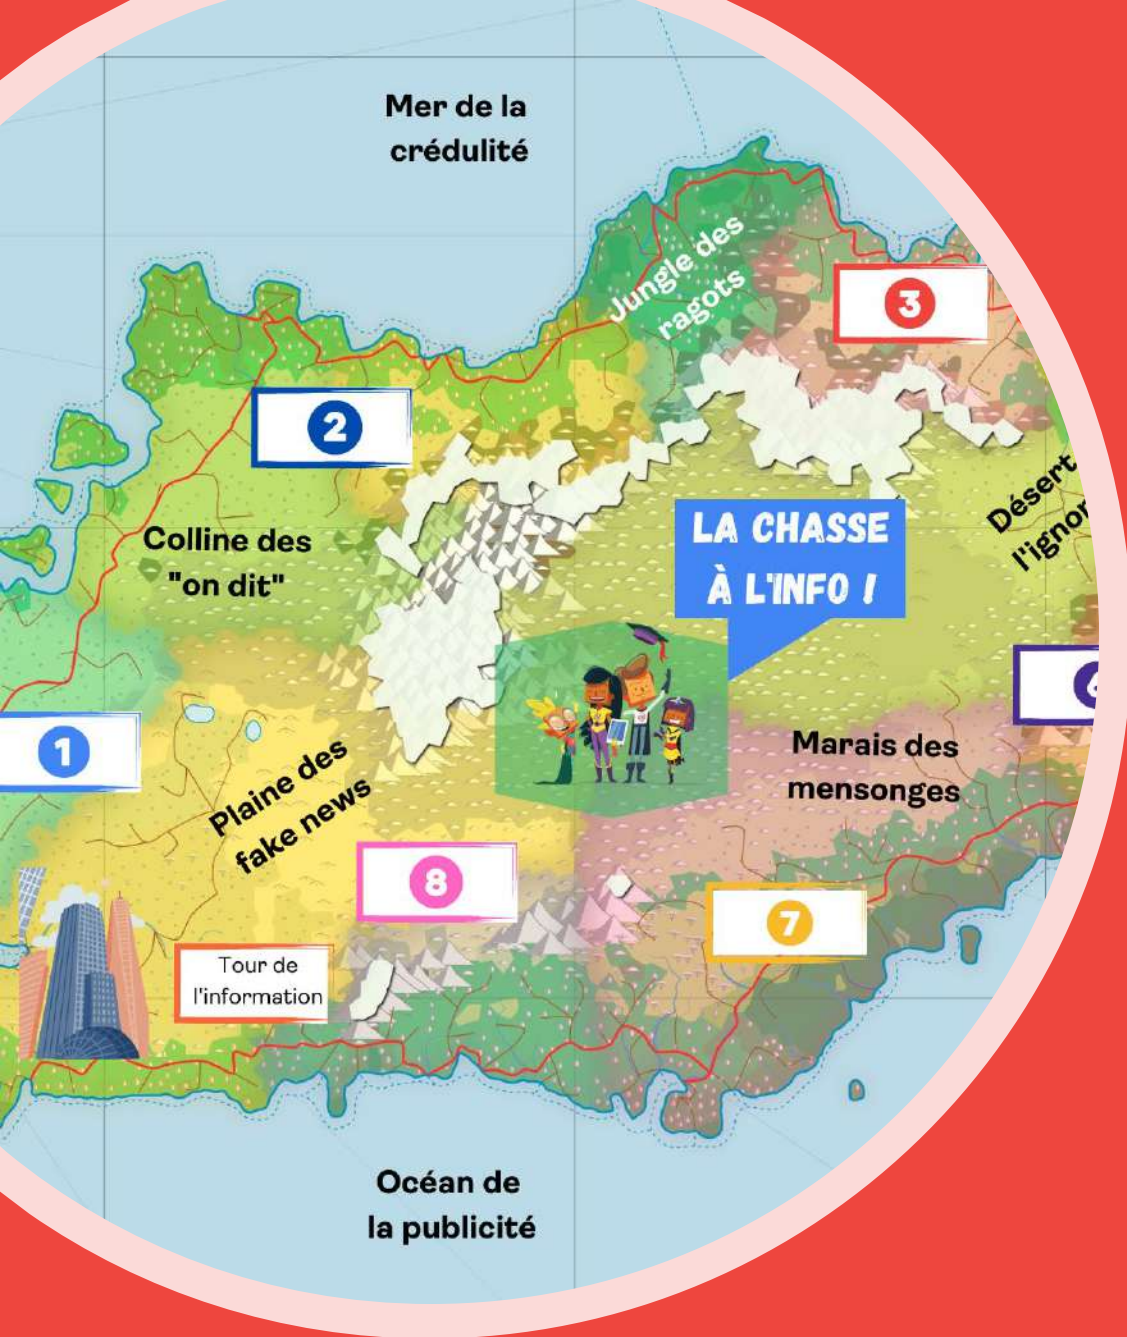 Mer de la
crédulité
Jungle des
ragots
3
2
Désert
LA CHASSE
À L'INFO !
Colline des
"on dit"
6
1
Marais des
mensonges
Plaine des
fake news
8
7
Tour de
l'information
Océan de
la publicité